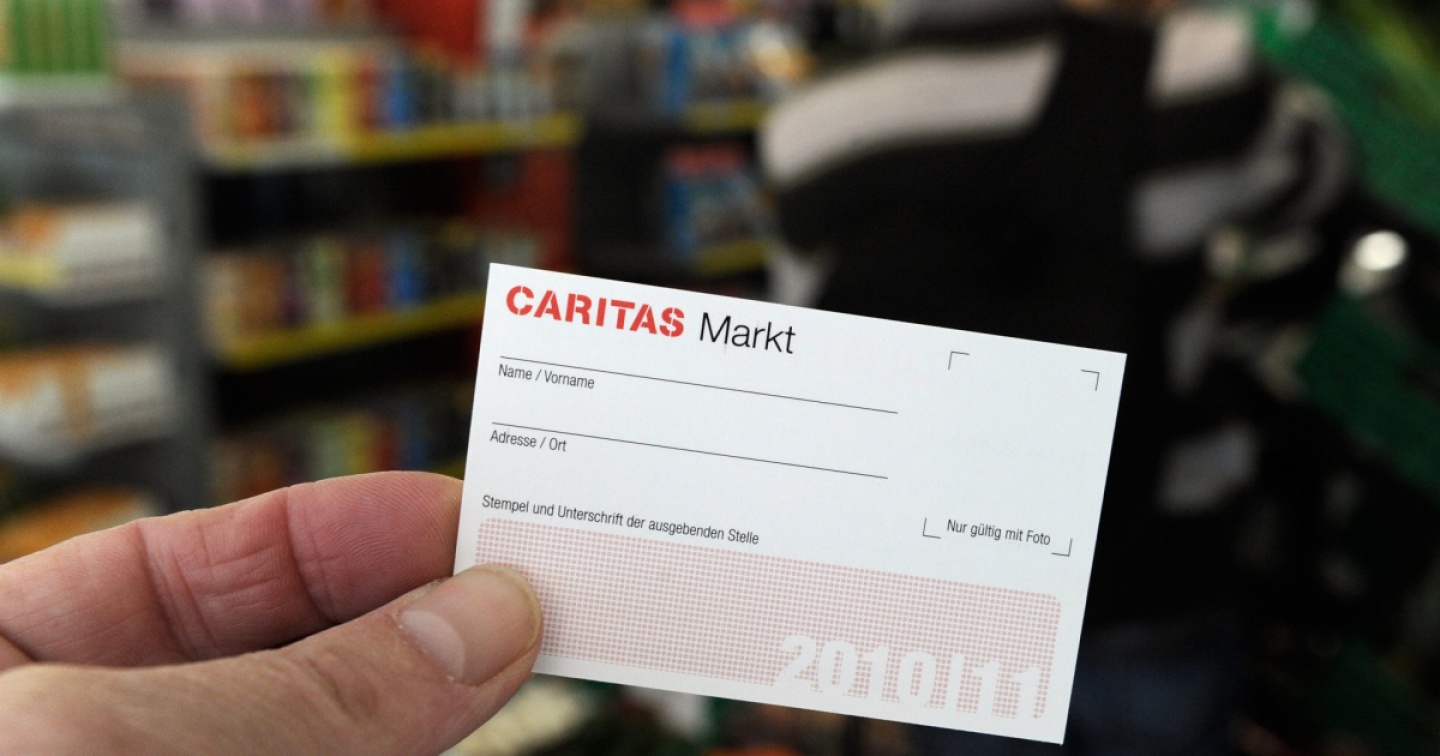 CARITAS Markt
Name / Vorname
Adresse / Ort
Stempel und Unterschrift der ausgebenden Stelle
Nur gültig mit Foto
2010/11